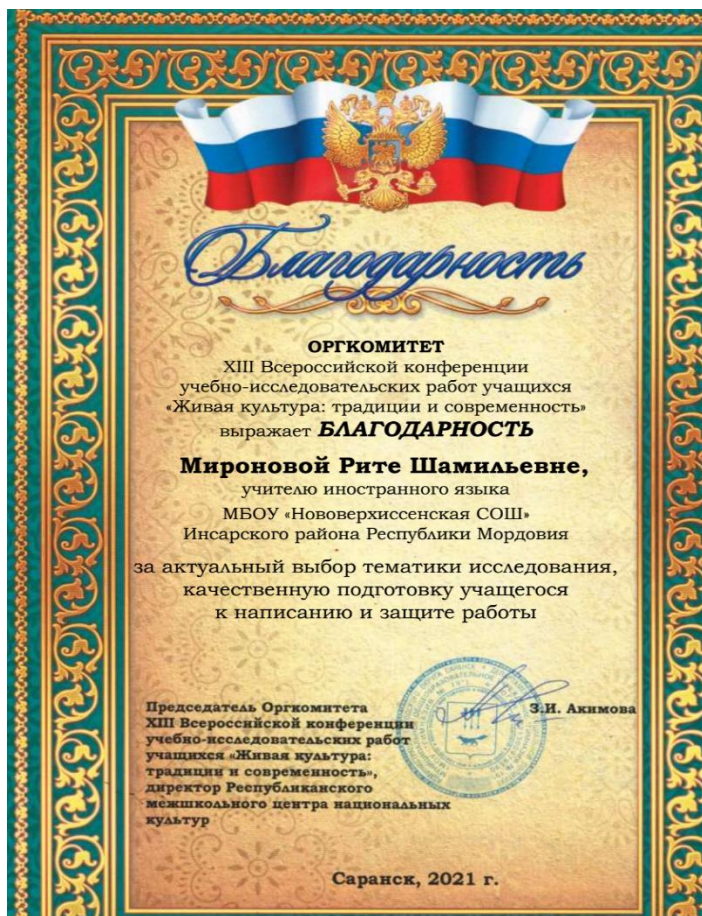 Благодарность
ОРГКОМИТЕТ
XIII Всероссийской конференции
учебно-исследовательских работ учащихся
«Живая культура: традиции и современность»
выражает БЛАГОДАРНОСТЬ
Мироновой Рите Шамильевне,
учителю иностранного языка
МБОУ «Нововерхиссенская СОШ»
Инсарского района Республики Мордовия
за актуальный выбор тематики исследования,
качественную подготовку учащегося
к написанию и защите работы
Председатель Оргкомитета З.И. Акимова
XIII Всероссийской конференции
учебно-исследовательских работ
учащихся «Живая культура:
традиции и современность»,
директор Республиканского
межшкольного центра национальных
культур
Саранск, 2021 г.